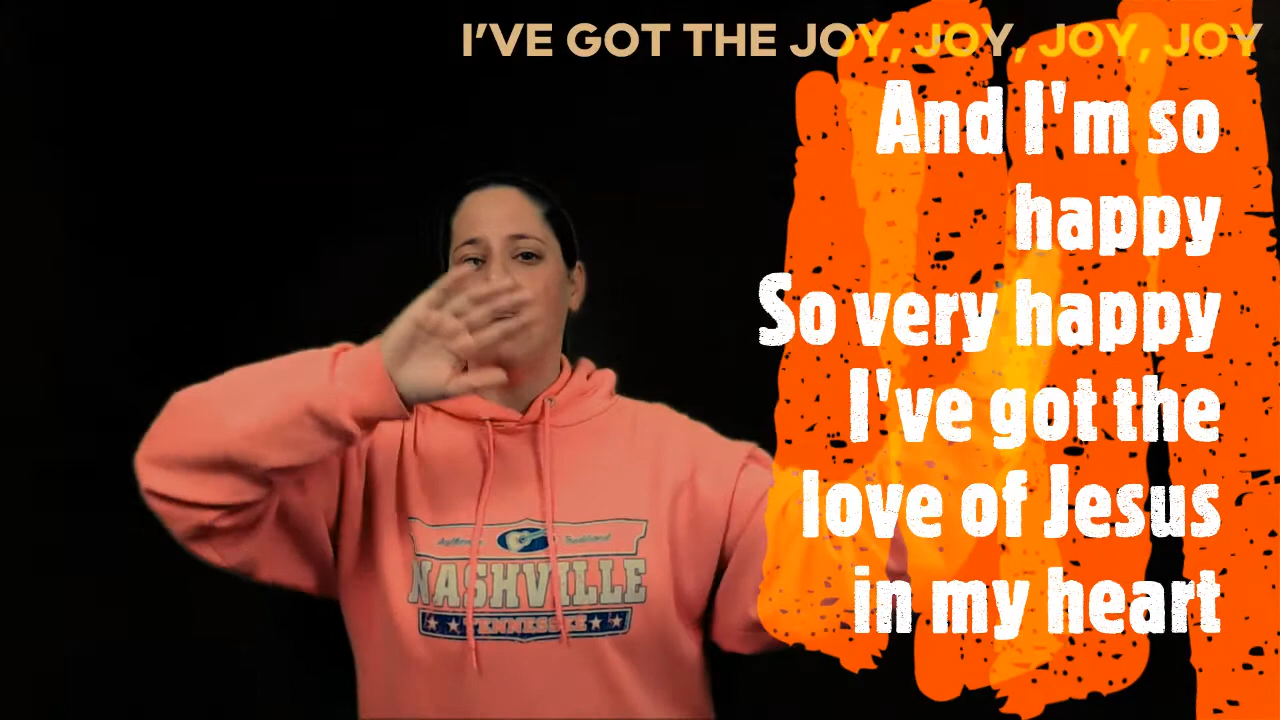 I'VE GOT THE JOY, JOY, JOY, JOY
And I'm so
happy
So very happy
I've got the
love of Jesus
in my heart
NASHVILLE
TENNESSEE